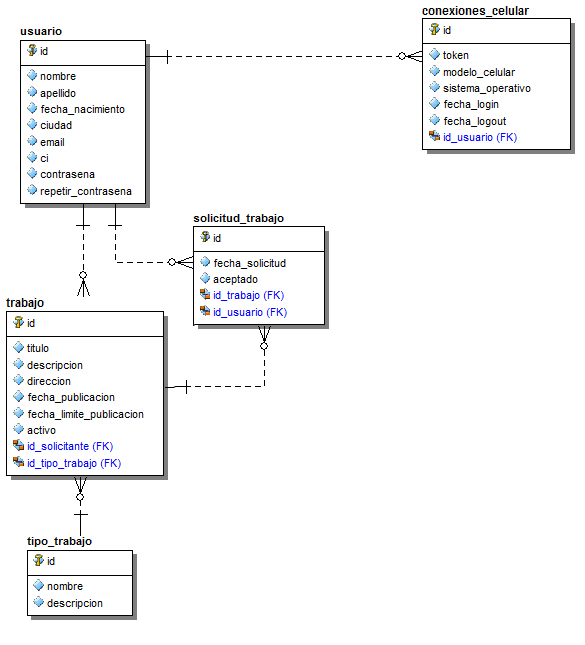 usuario
id
nombre
apellido
fecha_nacimiento
ciudad
email
ci
contrasena
repetir_contrasena
conexiones_celular
id
token
modelo_celular
sistema_operativo
fecha_login
fecha_logout
id_usuario (FK)
solicitud_trabajo
id
fecha_solicitud
aceptado
id_trabajo (FK)
id_usuario (FK)
trabajo
id
titulo
descripcion
direccion
fecha_publicacion
fecha_limite_publicacion
activo
id_solicitante (FK)
id_tipo_trabajo (FK)
tipo_trabajo
id
nombre
descripcion